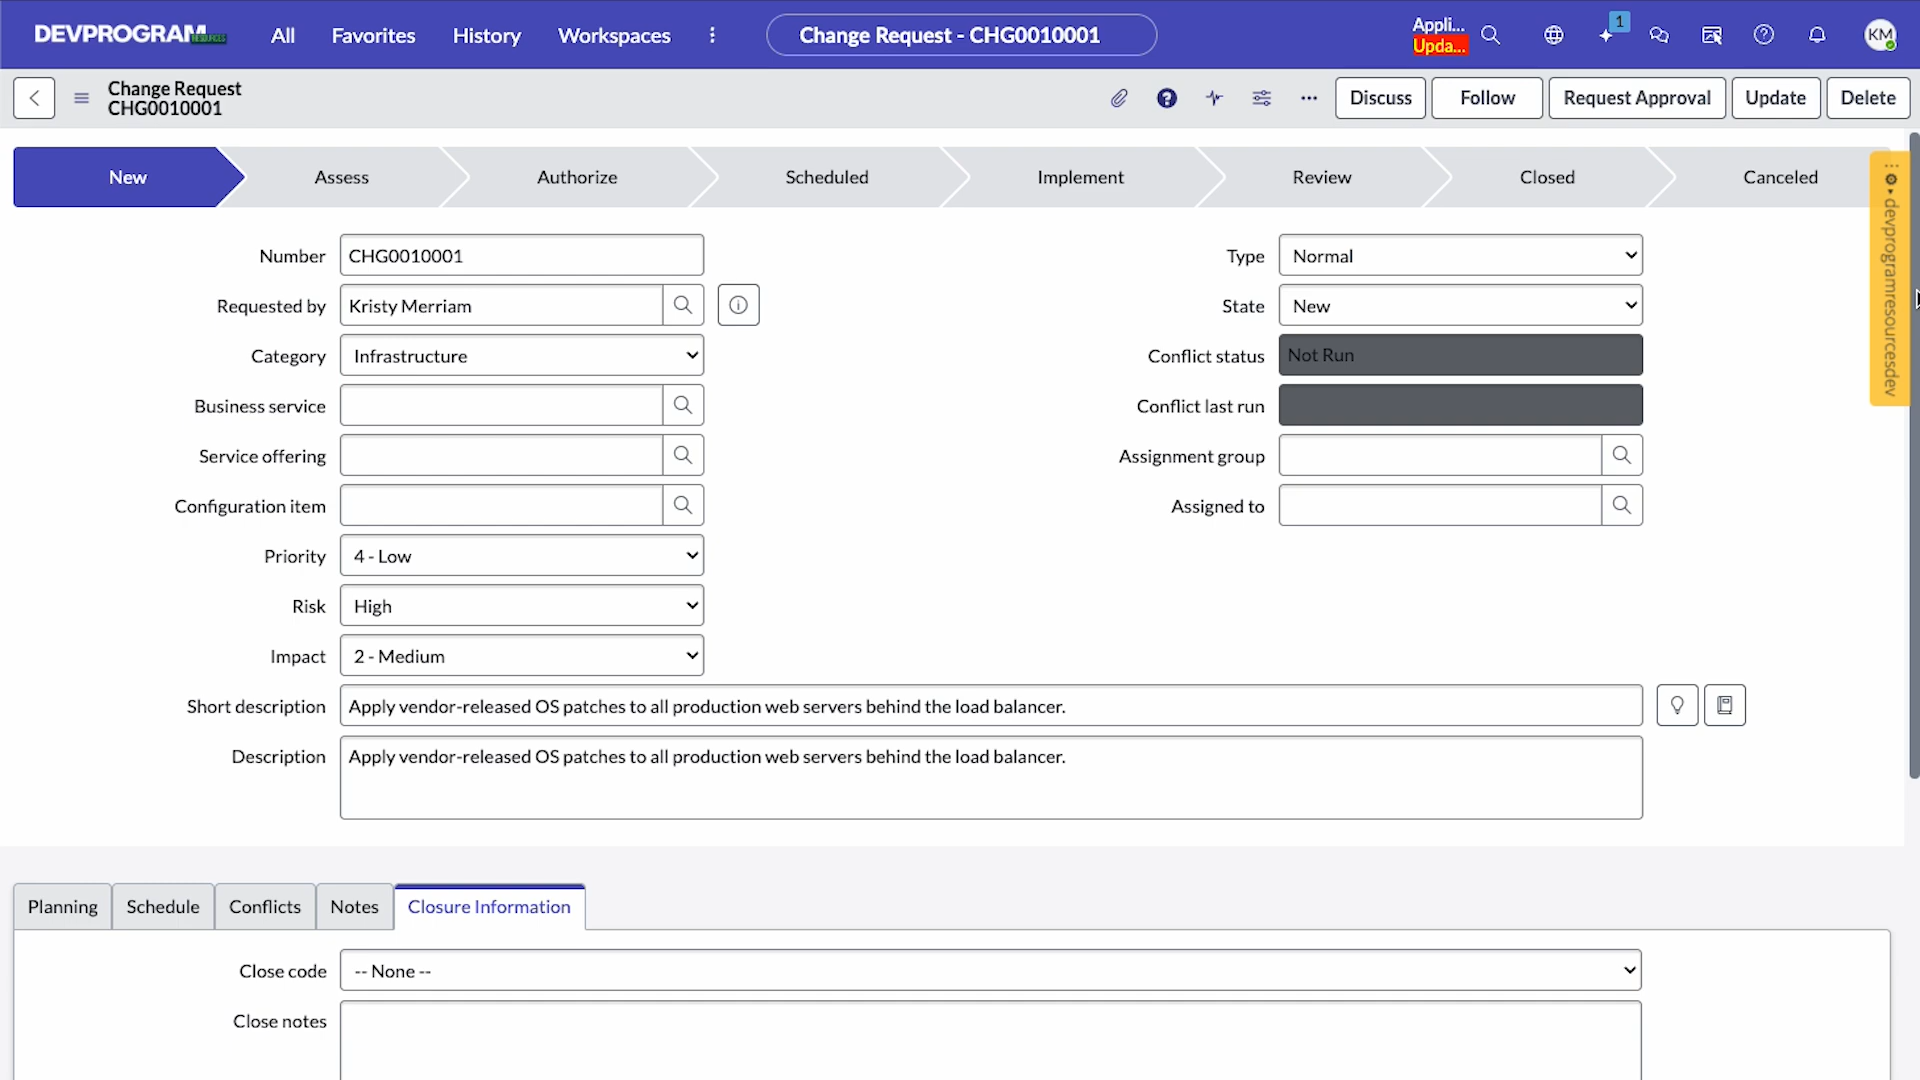 DEVPROGRAM
RESOURCES
All
Favorites
History
Workspaces
Change Request - CHG0010001
Appli...
Upda...
1
KM
Change Request
CHG0010001
Discuss
Follow
Request Approval
Update
Delete
New
Assess
Authorize
Scheduled
Implement
Review
Closed
Canceled
devprogramresourcesdev
Number CHG0010001
Requested by Kristy Merriam
Category Infrastructure
Business service
Service offering
Configuration item
Priority 4 - Low
Risk High
Impact 2 - Medium
Type Normal
State New
Conflict status Not Run
Conflict last run
Assignment group
Assigned to
Short description Apply vendor-released OS patches to all production web servers behind the load balancer.
Description Apply vendor-released OS patches to all production web servers behind the load balancer.
Planning
Schedule
Conflicts
Notes
Closure Information
Close code -- None --
Close notes